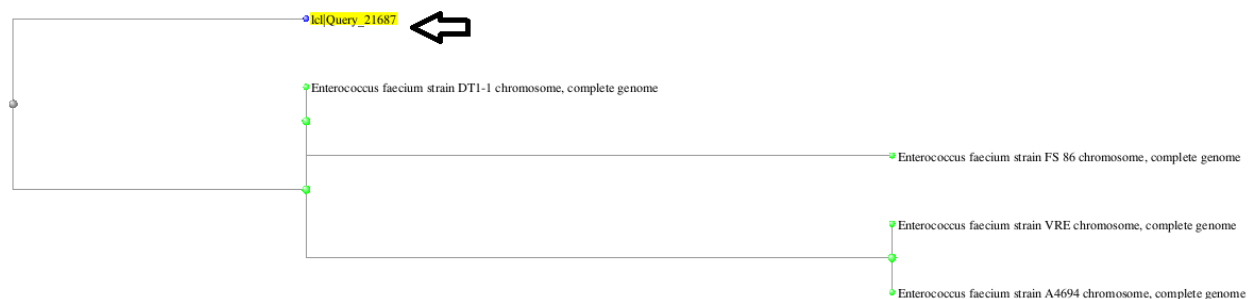 lcl|Query_21687
Enterococcus faecium strain DT1-1 chromosome, complete genome
Enterococcus faecium strain FS 86 chromosome, complete genome
Enterococcus faecium strain VRE chromosome, complete genome
Enterococcus faecium strain A4694 chromosome, complete genome